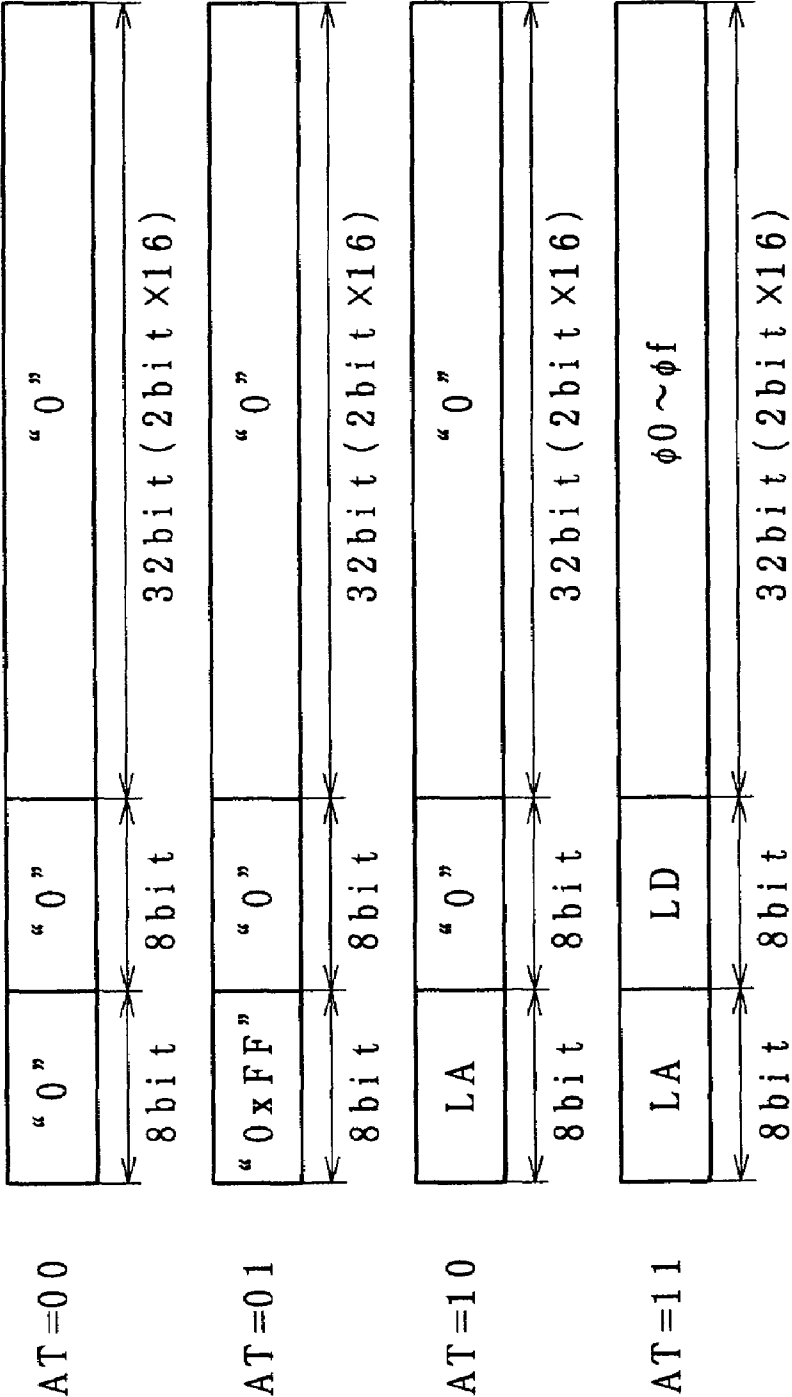 AT=00
“0” “0” “0”
8bit 8bit 32bit(2bit×16)
AT=01
“0xFF” “0” “0”
8bit 8bit 32bit(2bit×16)
AT=10
LA “0” “0”
8bit 8bit 32bit(2bit×16)
AT=11
LA LD φ0~φf
8bit 8bit 32bit(2bit×16)